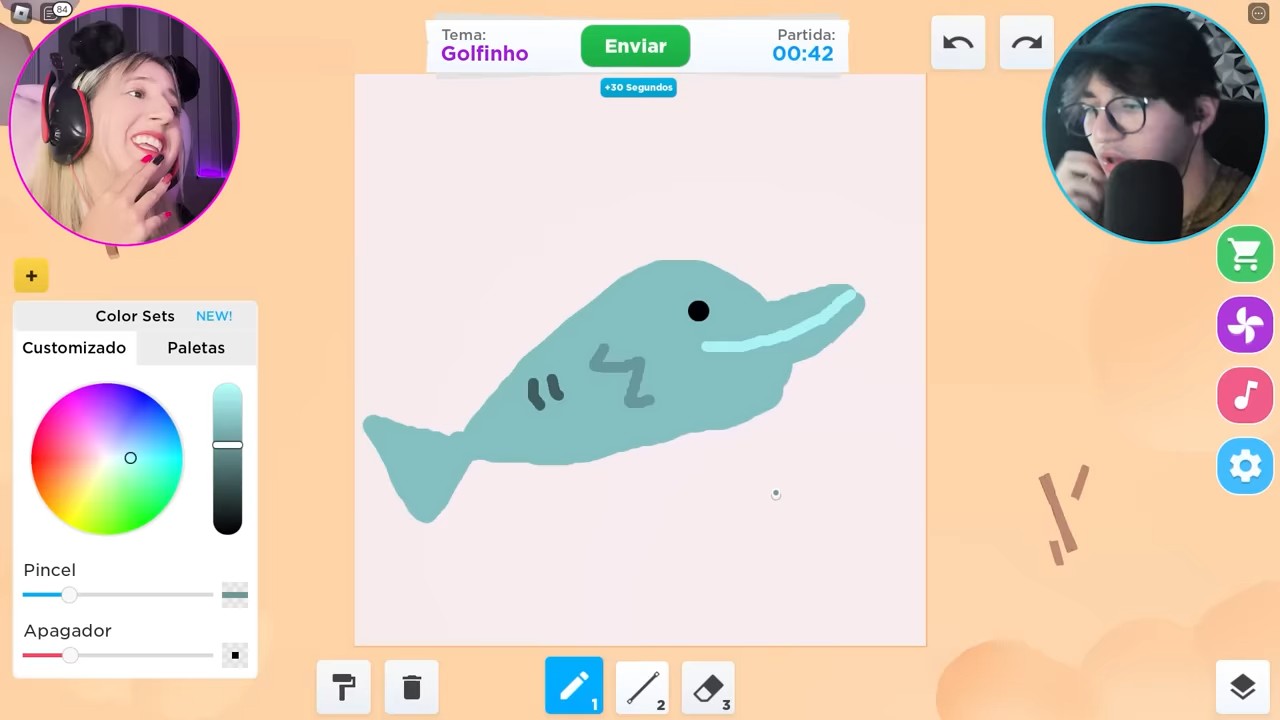 84
Tema:
Golfinho
Enviar
Partida:
00:42
+30 Segundos
+
Color Sets NEW!
Customizado Paletas
Pincel
Apagador
1
2
3